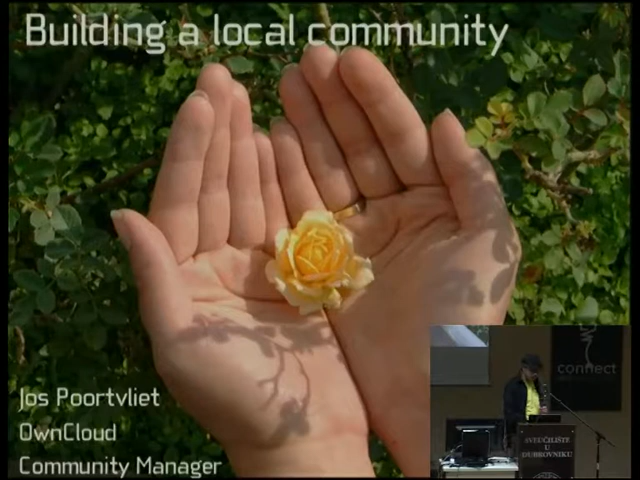 Building a local community
Jos Poortvliet
OwnCloud
Community Manager
connect
SVEUČILIŠTE
U
DUBROVNIKU